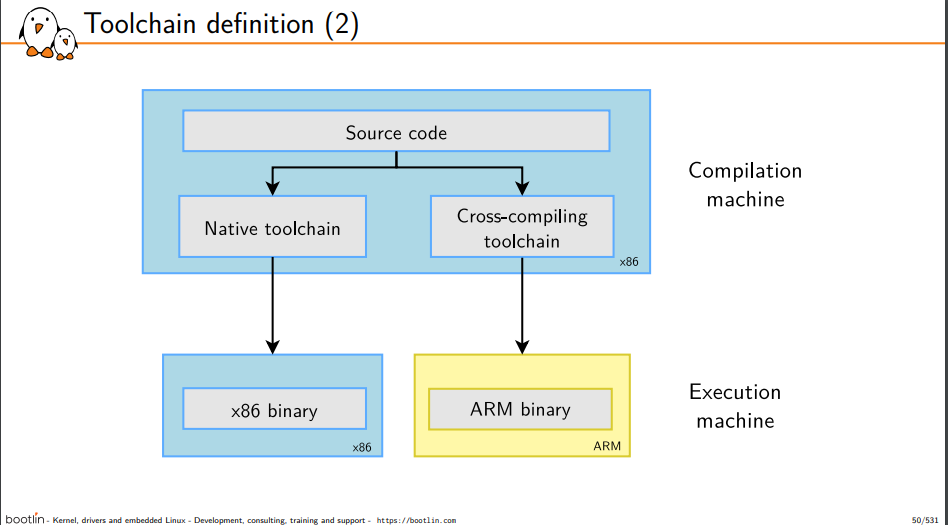 Toolchain definition (2)
Source code
Compilation
machine
Native toolchain
Cross-compiling
toolchain
x86
x86 binary
x86
ARM binary
ARM
Execution
machine
bootlin - Kernel, drivers and embedded Linux - Development, consulting, training and support - https://bootlin.com
50/531